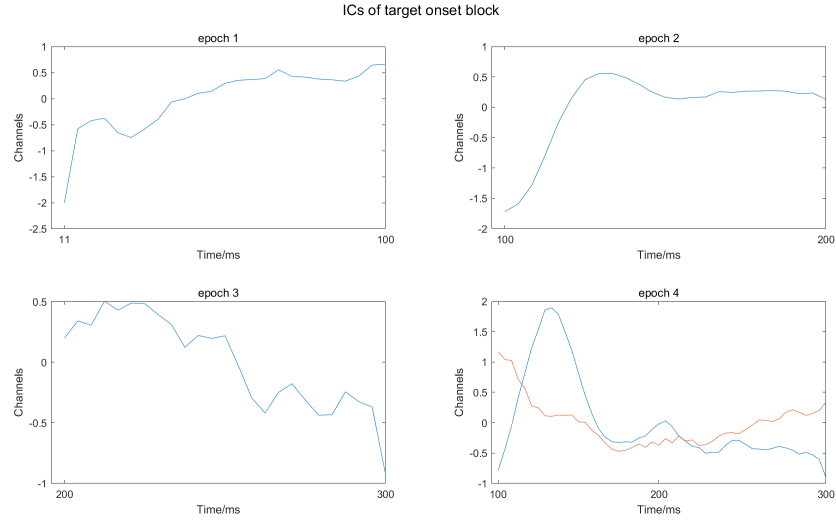 ICs of target onset block
epoch 1
1
0.5
0
-0.5
-1
-1.5
-2
-2.5
Channels
11
100
Time/ms
epoch 2
1
0.5
0
-0.5
-1
-1.5
-2
Channels
100
200
Time/ms
epoch 3
0.5
0
-0.5
-1
Channels
200
300
Time/ms
epoch 4
2
1.5
1
0.5
0
-0.5
-1
Channels
100
200
300
Time/ms